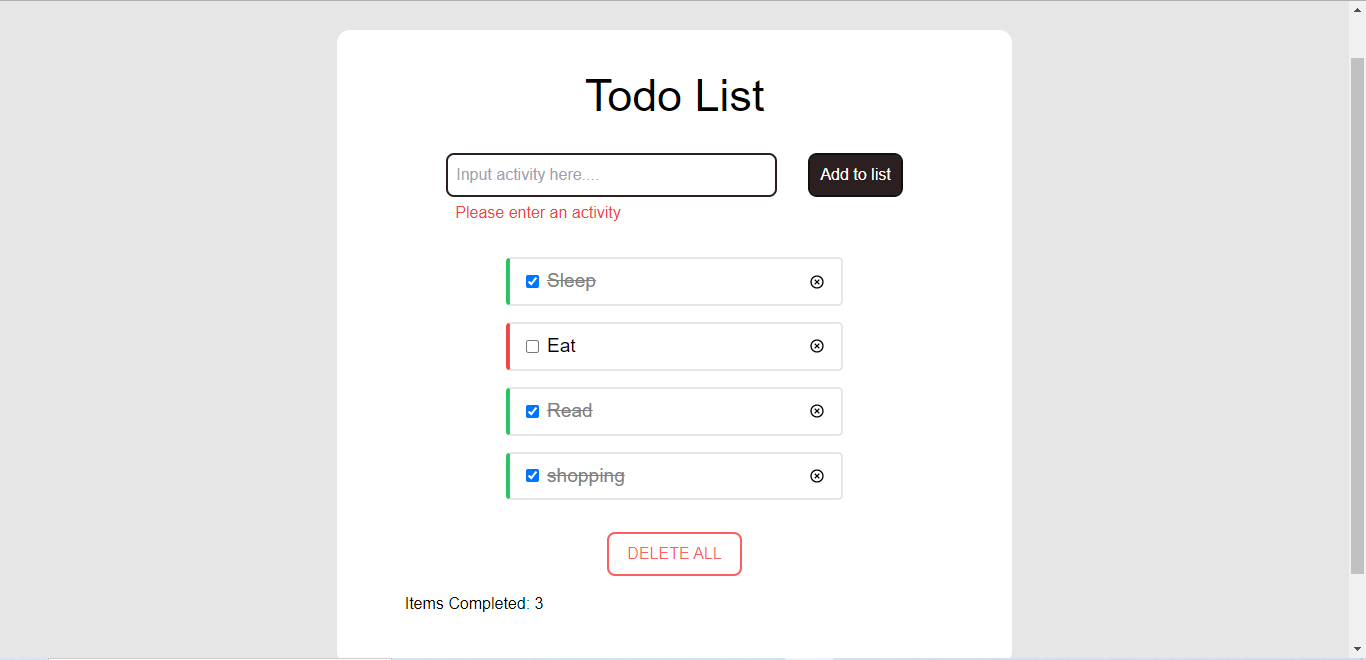 Todo List
Input activity here....
Add to list
Please enter an activity
Sleep
Eat
Read
shopping
DELETE ALL
Items Completed: 3